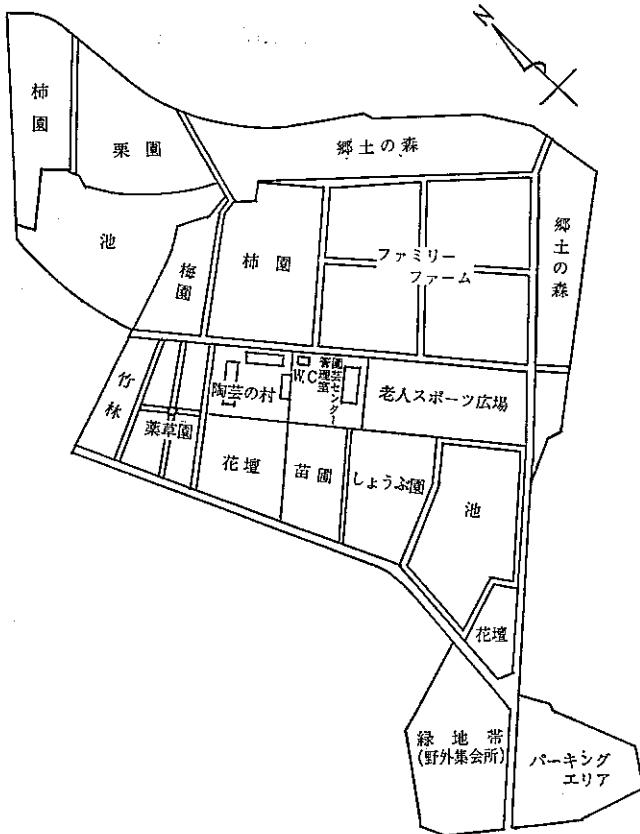 N
柿園
栗園
郷土の森
池
梅園
柿園
ファミリー
ファーム
郷土の森
竹林
薬草園
陶芸の村
W.C
園芸センター
管理室
老人スポーツ広場
花壇
苗圃
しょうぶ園
池
花壇
緑地帯
(野外集会所)
パーキング
エリア